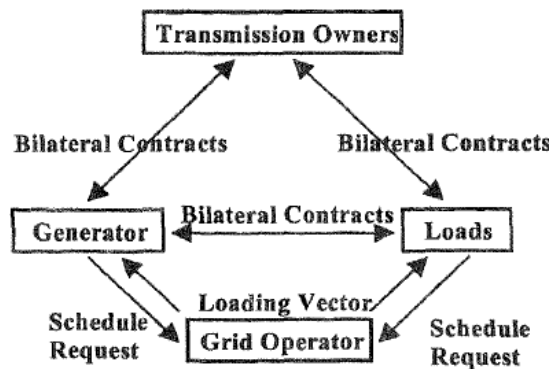 Transmission Owners
Bilateral Contracts
Bilateral Contracts
Bilateral Contracts
Generator
Loads
Loading Vector
Schedule
Request
Grid Operator
Schedule
Request